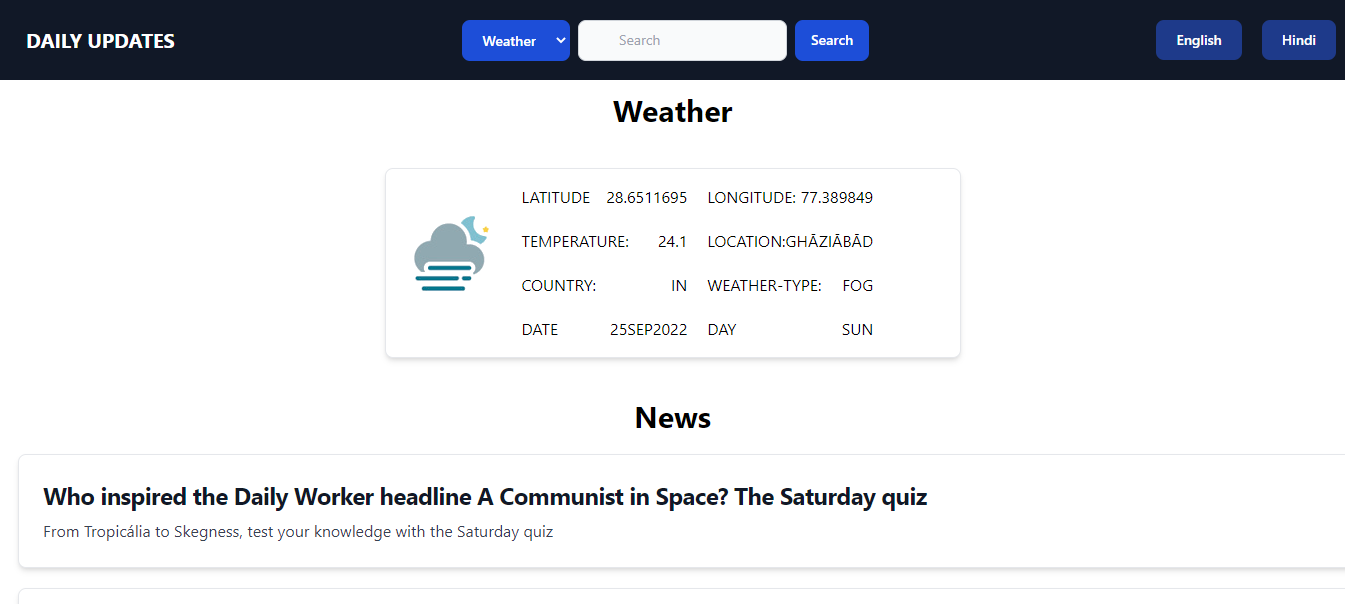 DAILY UPDATES Weather Search Search English Hindi
Weather
LATITUDE 28.6511695 LONGITUDE: 77.389849
TEMPERATURE: 24.1 LOCATION:GHĀZIĀBĀD
COUNTRY: IN WEATHER-TYPE: FOG
DATE 25SEP2022 DAY SUN
News
Who inspired the Daily Worker headline A Communist in Space? The Saturday quiz
From Tropicália to Skegness, test your knowledge with the Saturday quiz